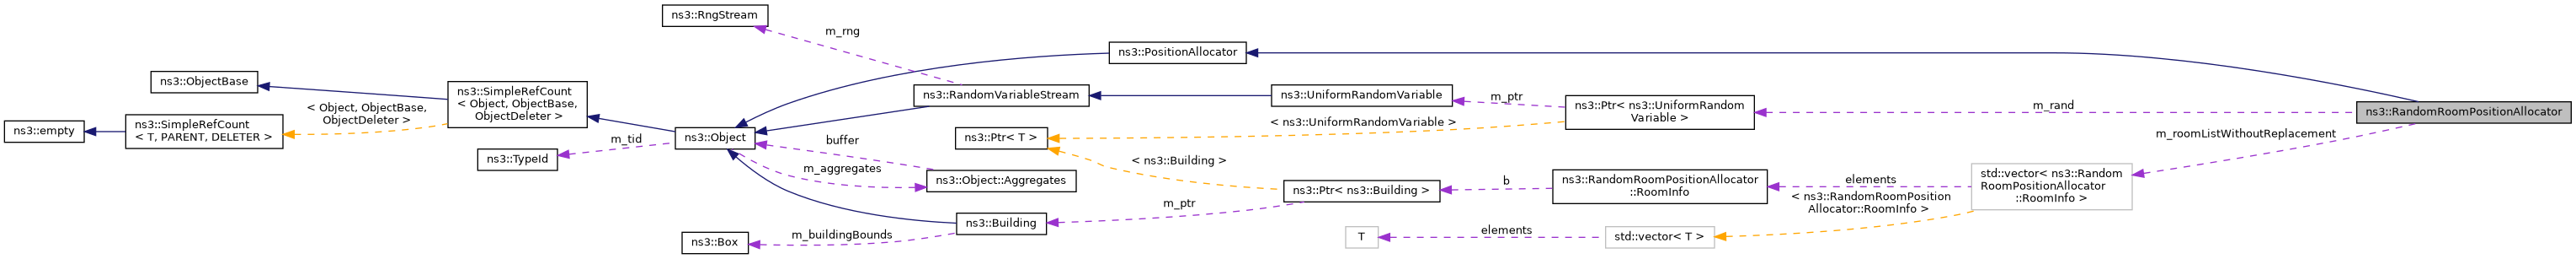 ns3::RngStream
m_rng
ns3::PositionAllocator
ns3::ObjectBase
ns3::SimpleRefCount
< Object, ObjectBase,
ObjectDeleter >
ns3::RandomVariableStream
ns3::UniformRandomVariable
m_ptr
ns3::Ptr< ns3::UniformRandom
Variable >
m_rand
ns3::RandomRoomPositionAllocator
< Object, ObjectBase,
ObjectDeleter >
ns3::empty
ns3::SimpleRefCount
< T, PARENT, DELETER >
ns3::Object
buffer
ns3::Ptr< T >
< ns3::UniformRandomVariable >
m_roomListWithoutReplacement
m_tid
ns3::TypeId
m_aggregates
< ns3::Building >
ns3::Object::Aggregates
ns3::Ptr< ns3::Building >
b
ns3::RandomRoomPositionAllocator
::RoomInfo
elements
std::vector< ns3::Random
RoomPositionAllocator
::RoomInfo >
< ns3::RandomRoomPosition
Allocator::RoomInfo >
m_ptr
ns3::Building
m_buildingBounds
ns3::Box
T
elements
std::vector< T >